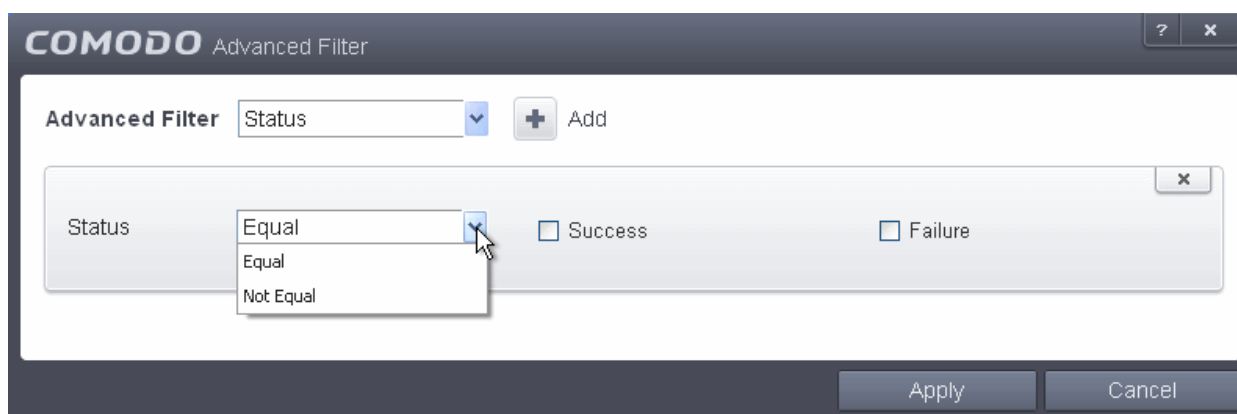 COMODO Advanced Filter ? x
Advanced Filter Status + Add
x
Status Equal Success Failure
Equal
Not Equal
Apply Cancel